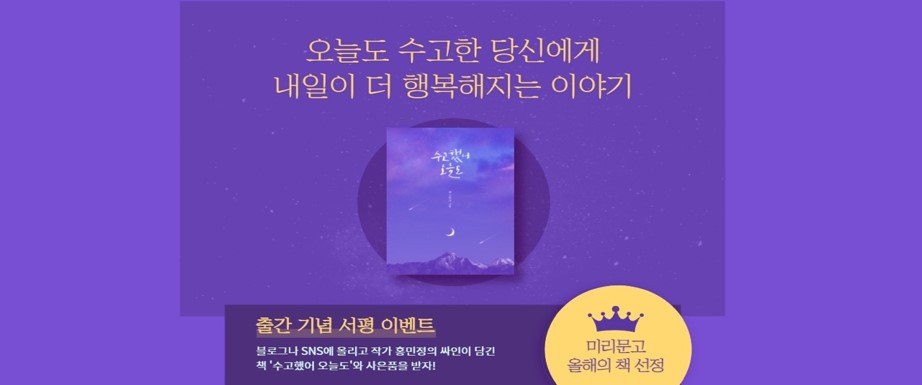 오늘도 수고한 당신에게
내일이 더 행복해지는 이야기
수고했어
오늘도
출간 기념 서평 이벤트
블로그나 SNS에 올리고 작가 홍민정의 싸인이 담긴
책 '수고했어 오늘도'와 사은품을 받자!
미리문고
올해의 책 선정